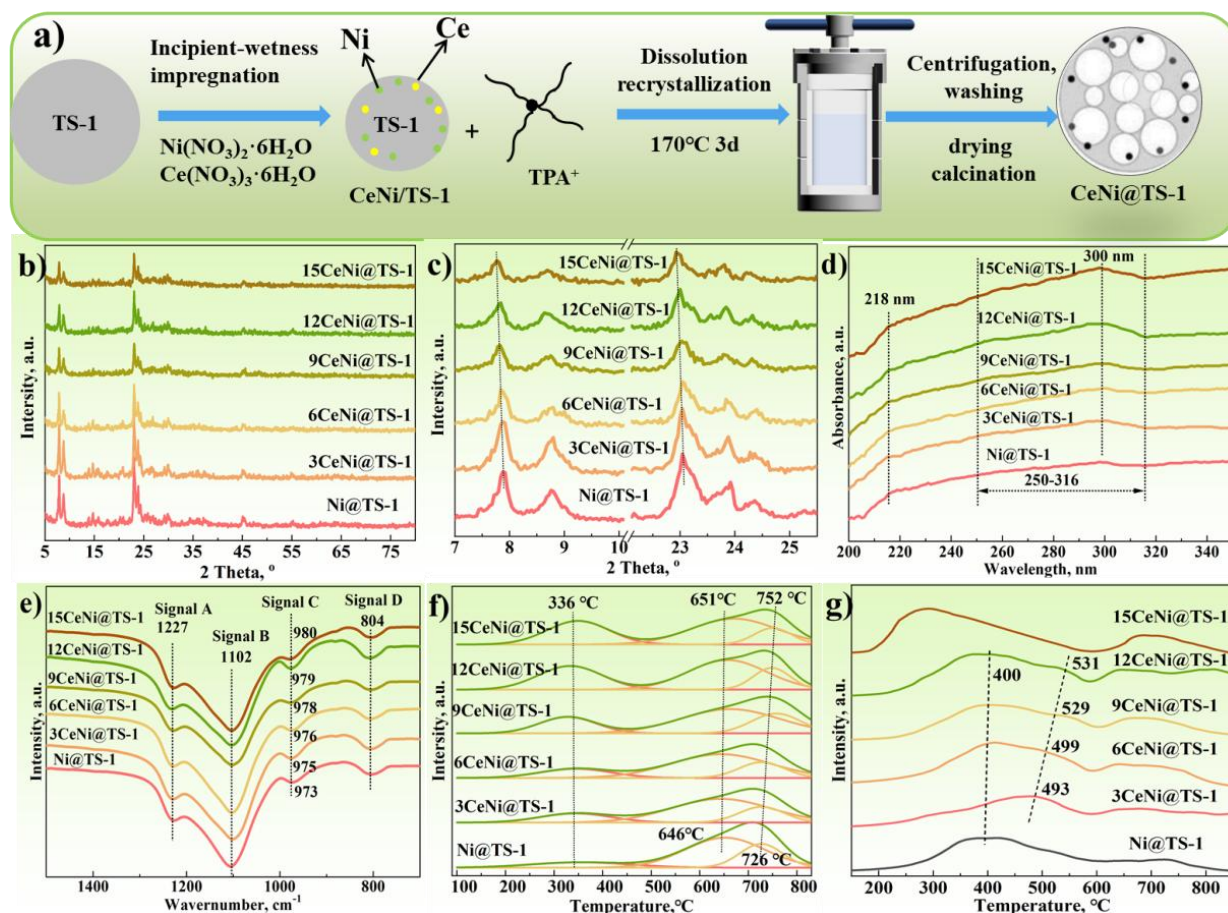 a)
Incipient-wetness
impregnation
Ni
Ce
Dissolution
recrystallization
Centrifugation,
washing
TS-1
TS-1
+
Ni(NO3)2·6H2O
Ce(NO3)3·6H2O
TPA+
170°C 3d
drying
calcination
CeNi/TS-1
CeNi@TS-1
b)
15CeNi@TS-1
12CeNi@TS-1
9CeNi@TS-1
6CeNi@TS-1
3CeNi@TS-1
Ni@TS-1
Intersity, a.u.
5 15 25 35 45 55 65 75
2 Theta, °
c)
15CeNi@TS-1
12CeNi@TS-1
9CeNi@TS-1
6CeNi@TS-1
3CeNi@TS-1
Ni@TS-1
Intersity, a.u.
7 8 9 10 23 24 25
2 Theta, °
d)
300 nm
15CeNi@TS-1
218 nm
12CeNi@TS-1
9CeNi@TS-1
6CeNi@TS-1
3CeNi@TS-1
Ni@TS-1
250-316
Absorbance, a.u.
200 220 240 260 280 300 320 340
Wavelength, nm
e)
Signal A
1227
Signal B
1102
Signal C
980
Signal D
804
15CeNi@TS-1
12CeNi@TS-1
979
9CeNi@TS-1
978
6CeNi@TS-1
976
3CeNi@TS-1
975
Ni@TS-1
973
Intensity, a.u.
1400 1200 1000 800
Wavernumber, cm-1
f)
336 °C
651°C
752 °C
15CeNi@TS-1
12CeNi@TS-1
9CeNi@TS-1
6CeNi@TS-1
3CeNi@TS-1
Ni@TS-1
646°C
726 °C
Intensity, a.u.
100 200 300 400 500 600 700 800
Temperature,°C
g)
15CeNi@TS-1
12CeNi@TS-1
531
400
9CeNi@TS-1
529
6CeNi@TS-1
499
3CeNi@TS-1
493
Ni@TS-1
Intensity, a.u.
200 300 400 500 600 700 800
Temperature, °C